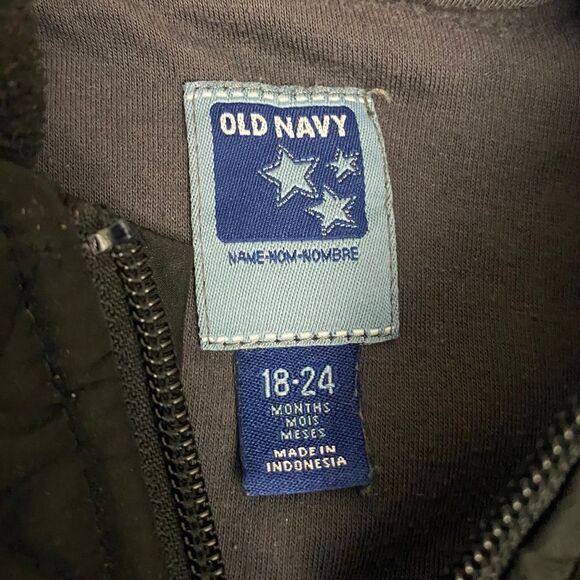 OLD NAVY
NAME-NOM-NOMBRE
18-24
MONTHS
MOIS
MESES
MADE IN
INDONESIA